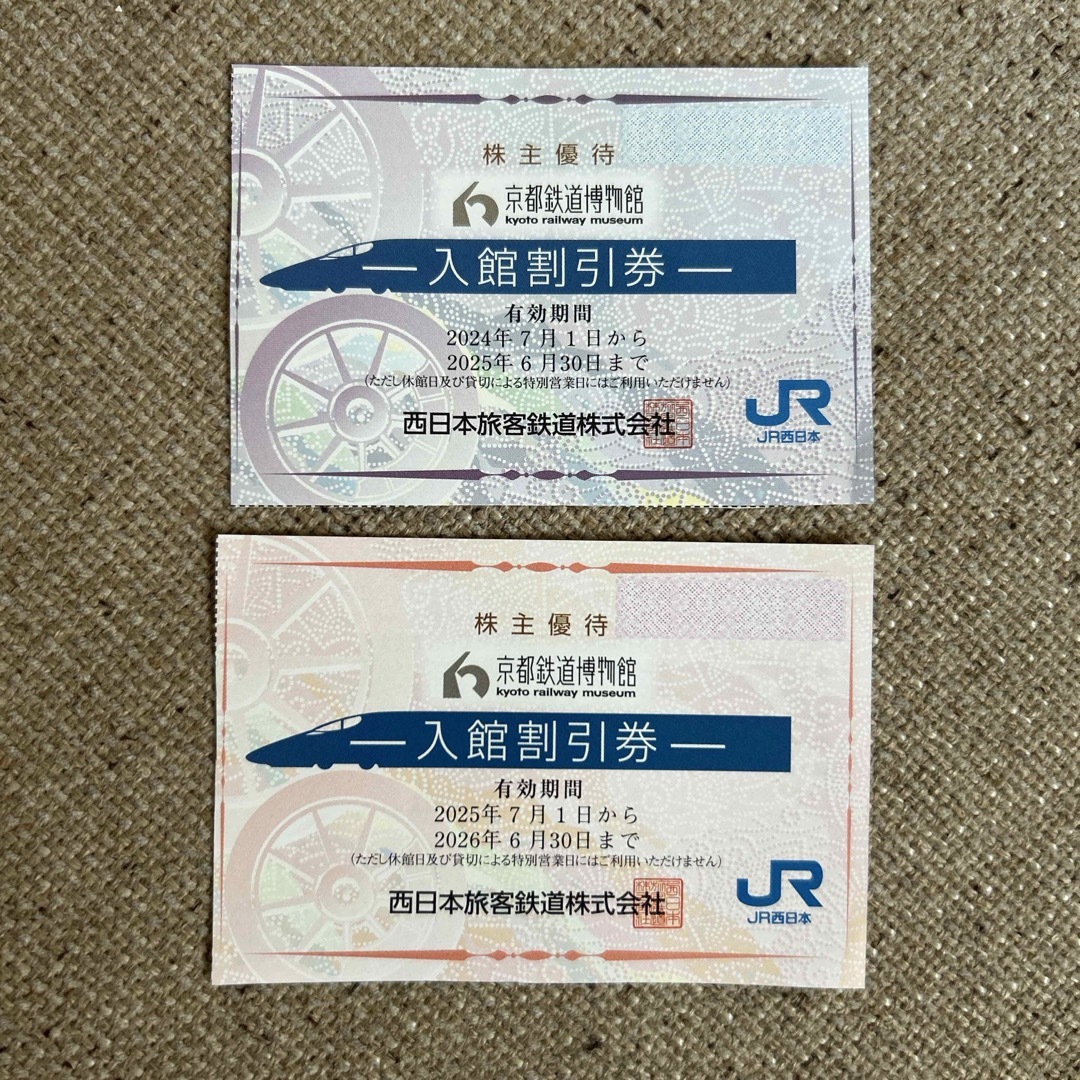 株主優待
京都鉄道博物館
kyoto railway museum
入館割引券
有効期間
2024年7月1日から
2025年6月30日まで
(ただし休館日及び貸切による特別営業日にはご利用いただけません)
西日本旅客鉄道株式会社
JR
JR西日本
株主優待
京都鉄道博物館
kyoto railway museum
入館割引券
有効期間
2025年7月1日から
2026年6月30日まで
(ただし休館日及び貸切による特別営業日にはご利用いただけません)
西日本旅客鉄道株式会社
JR
JR西日本